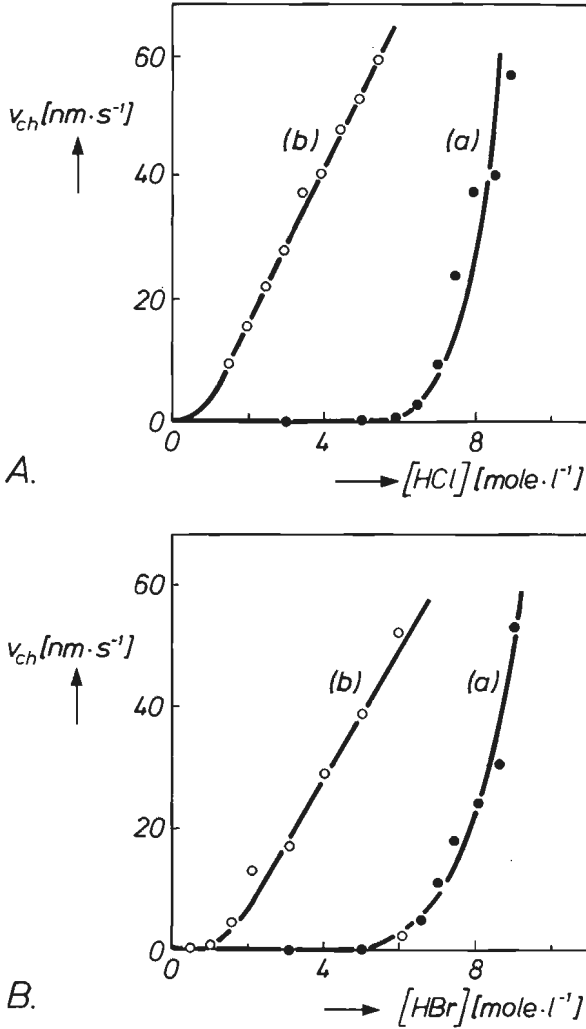 60
v_ch [nm·s⁻¹]
(b)
(a)
40
20
0
0
4
8
A.
[HCl] [mole·l⁻¹]
60
v_ch [nm·s⁻¹]
(b)
(a)
40
20
0
0
4
8
B.
[HBr] [mole·l⁻¹]